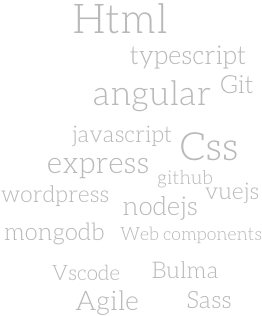 Html
typescript
angular Git
javascript
Css
express
github
wordpress vuejs
nodejs
mongodb Web components
Vscode Bulma
Agile Sass